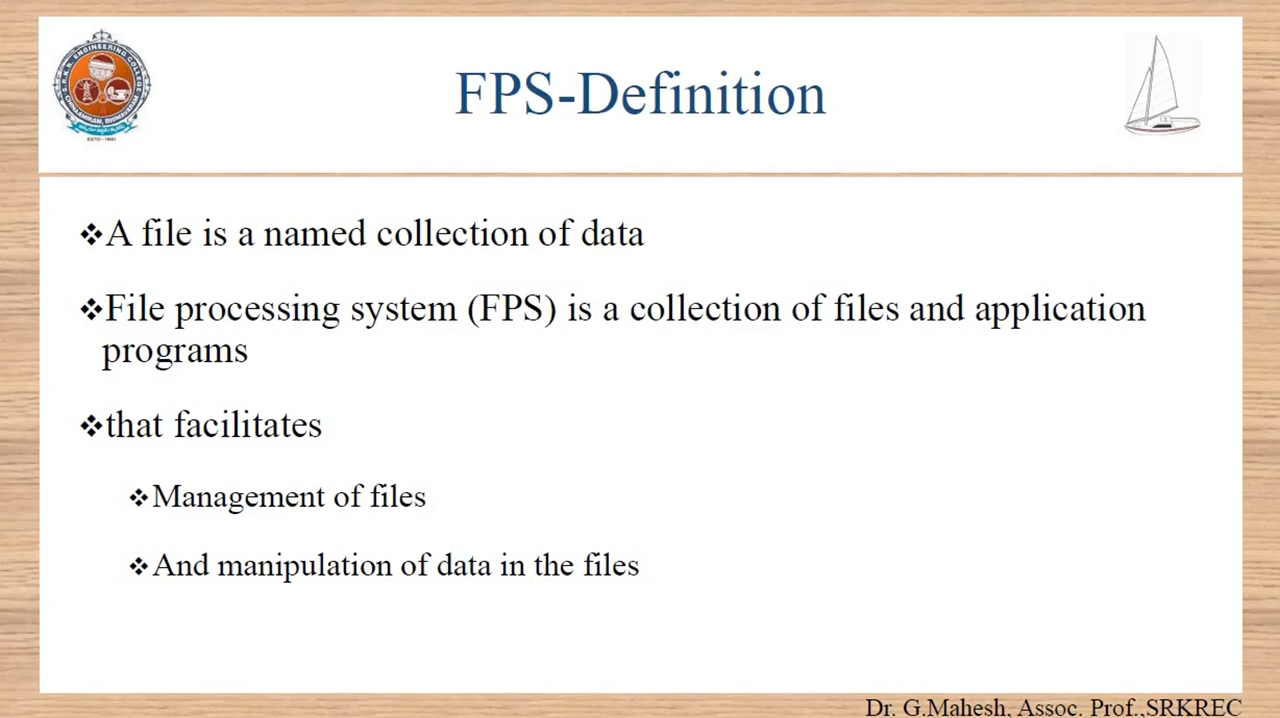 FPS-Definition
❖A file is a named collection of data
❖File processing system (FPS) is a collection of files and application
programs
❖that facilitates
❖Management of files
❖And manipulation of data in the files
Dr. G.Mahesh, Assoc. Prof.,SRKREC